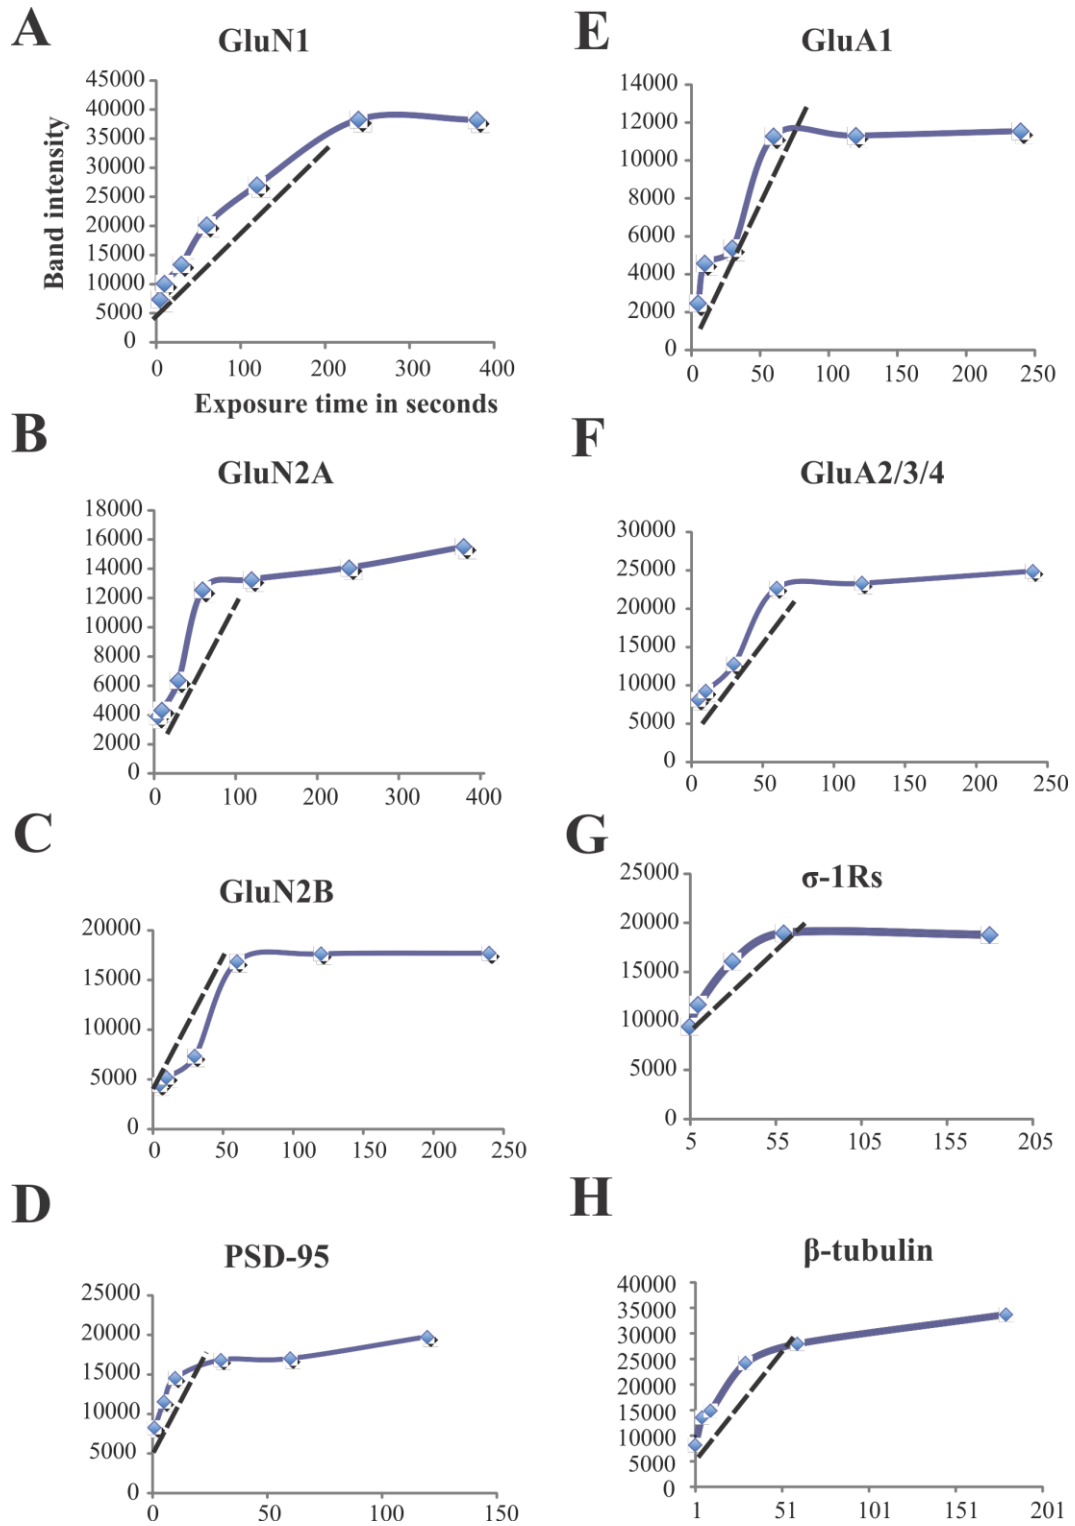 A
GluN1
45000
40000
35000
30000
25000
20000
15000
10000
5000
0
Band intensity
0 100 200 300 400
Exposure time in seconds
B
GluN2A
18000
16000
14000
12000
10000
8000
6000
4000
2000
0
0 100 200 300 400
C
GluN2B
20000
15000
10000
5000
0
0 50 100 150 200 250
D
PSD-95
25000
20000
15000
10000
5000
0
0 50 100 150
E
GluA1
14000
12000
10000
8000
6000
4000
2000
0
0 50 100 150 200 250
F
GluA2/3/4
30000
25000
20000
15000
10000
5000
0
0 50 100 150 200 250
G
σ-1Rs
25000
20000
15000
10000
5000
0
5 55 105 155 205
H
β-tubulin
40000
35000
30000
25000
20000
15000
10000
5000
0
1 51 101 151 201